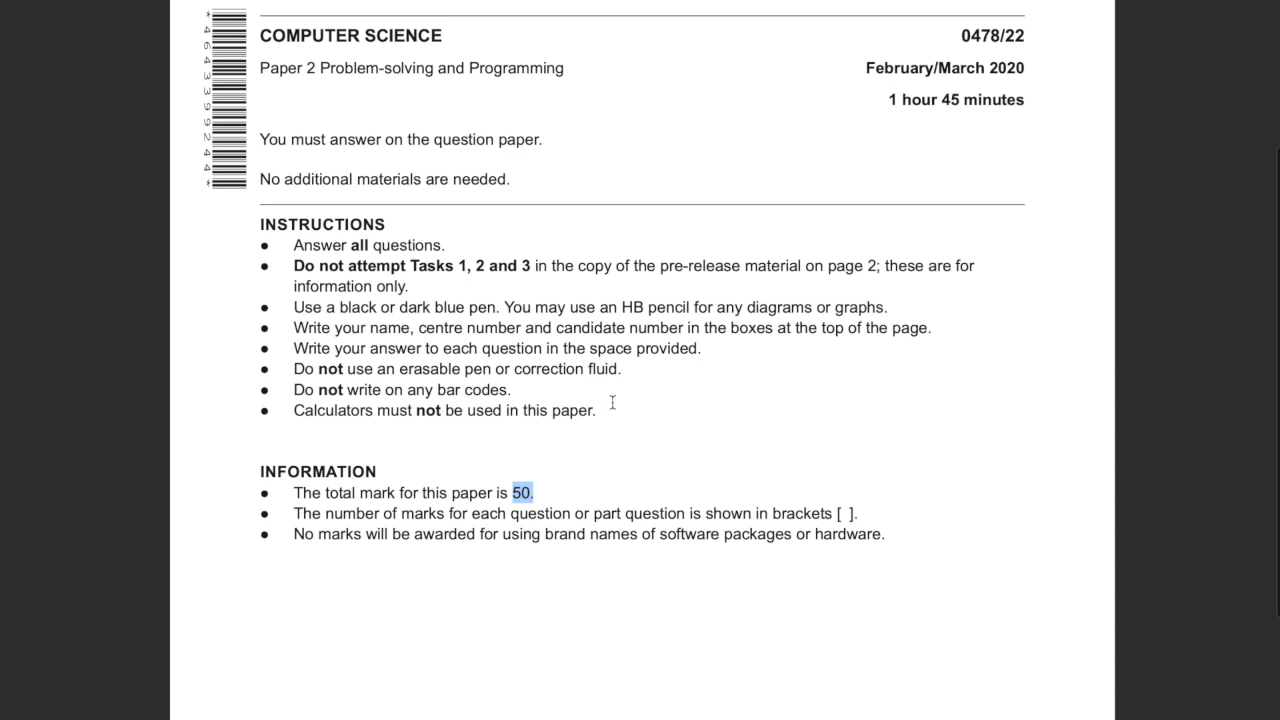 COMPUTER SCIENCE 0478/22
Paper 2 Problem-solving and Programming February/March 2020
1 hour 45 minutes
You must answer on the question paper.
No additional materials are needed.
INSTRUCTIONS
● Answer all questions.
● Do not attempt Tasks 1, 2 and 3 in the copy of the pre-release material on page 2; these are for
information only.
● Use a black or dark blue pen. You may use an HB pencil for any diagrams or graphs.
● Write your name, centre number and candidate number in the boxes at the top of the page.
● Write your answer to each question in the space provided.
● Do not use an erasable pen or correction fluid.
● Do not write on any bar codes.
● Calculators must not be used in this paper.
INFORMATION
● The total mark for this paper is 50.
● The number of marks for each question or part question is shown in brackets [ ].
● No marks will be awarded for using brand names of software packages or hardware.
*4643399244*